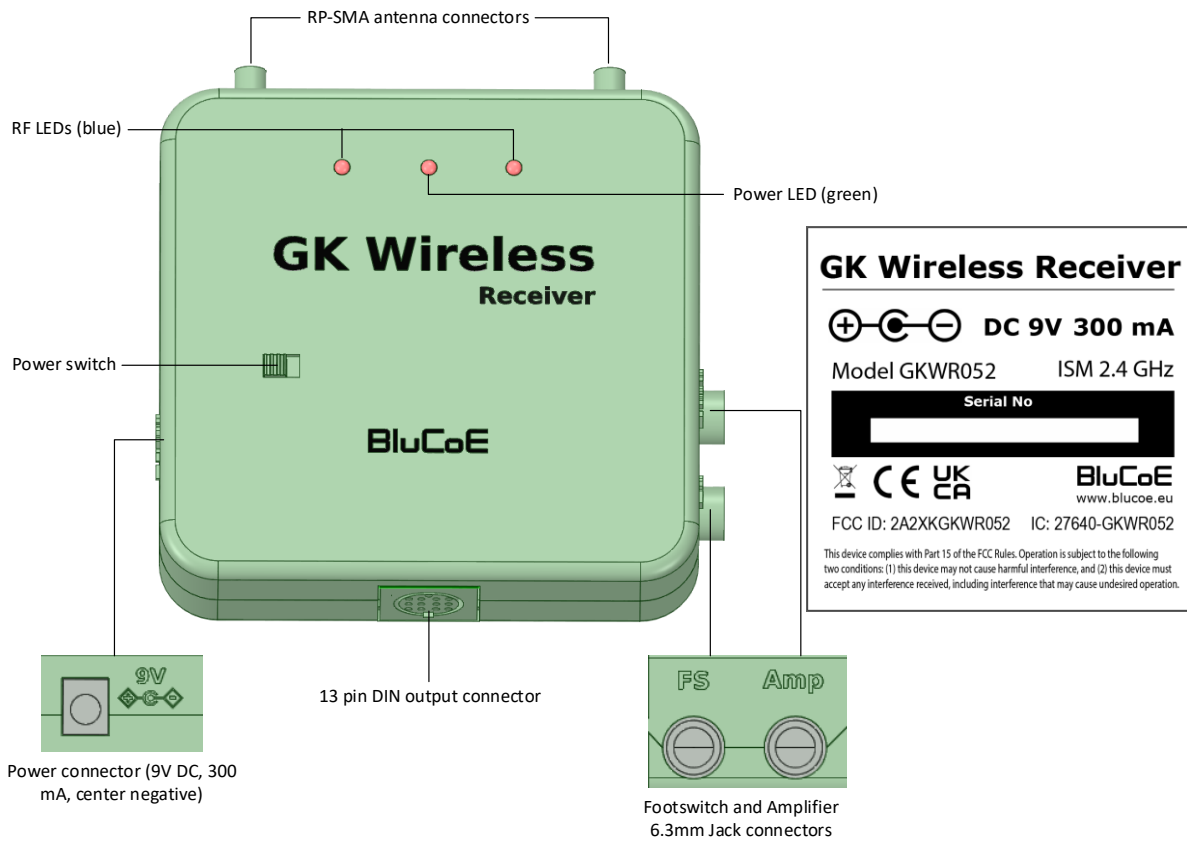 RP-SMA antenna connectors
RF LEDs (blue)
Power LED (green)
GK Wireless
Receiver
Power switch
BluCoE
9V
Power connector (9V DC, 300
mA, center negative)
13 pin DIN output connector
FS Amp
Footswitch and Amplifier
6.3mm Jack connectors
GK Wireless Receiver
DC 9V 300 mA
Model GKWR052 ISM 2.4 GHz
Serial No
CE UK
CA
BluCoE
www.blucoe.eu
FCC ID: 2A2XKGKWR052 IC: 27640-GKWR052
This device complies with Part 15 of the FCC Rules. Operation is subject to the following
two conditions: (1) this device may not cause harmful interference, and (2) this device must
accept any interference received, including interference that may cause undesired operation.